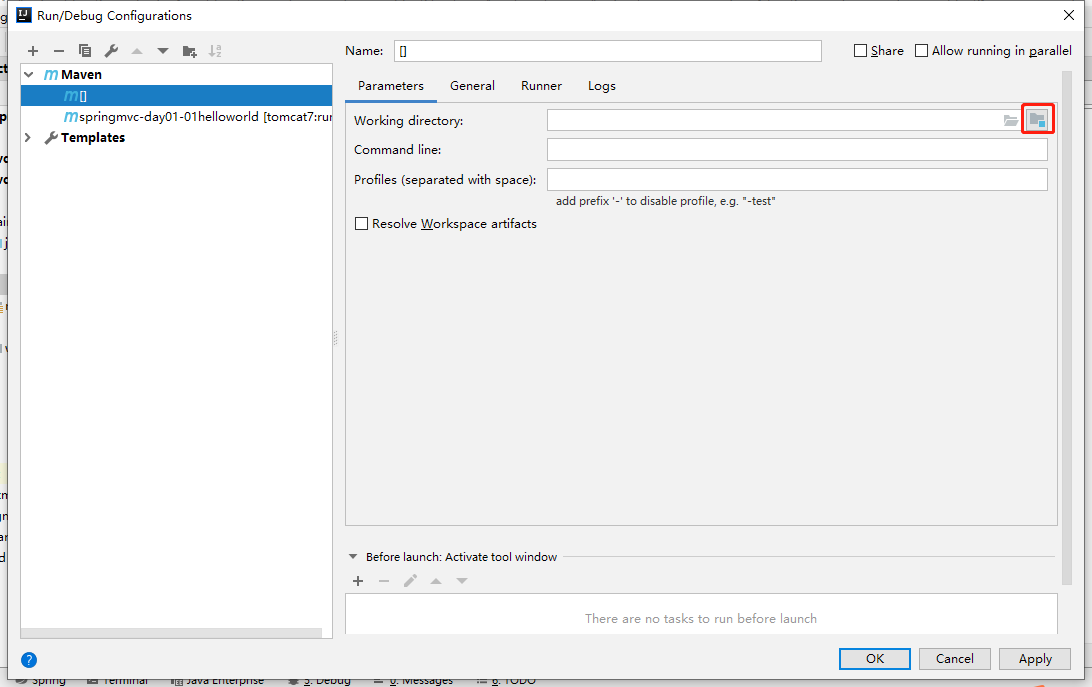 Run/Debug Configurations
Name: []
Share
Allow running in parallel
Maven
[]
springmvc-day01-01helloworld [tomcat7:run
Templates
Parameters General Runner Logs
Working directory:
Command line:
Profiles (separated with space):
add prefix '-' to disable profile, e.g. "-test"
Resolve Workspace artifacts
Before launch: Activate tool window
There are no tasks to run before launch
?
OK Cancel Apply
Spring Terminal Java Enterprise 5: Debug 0: Messages 6: TODO